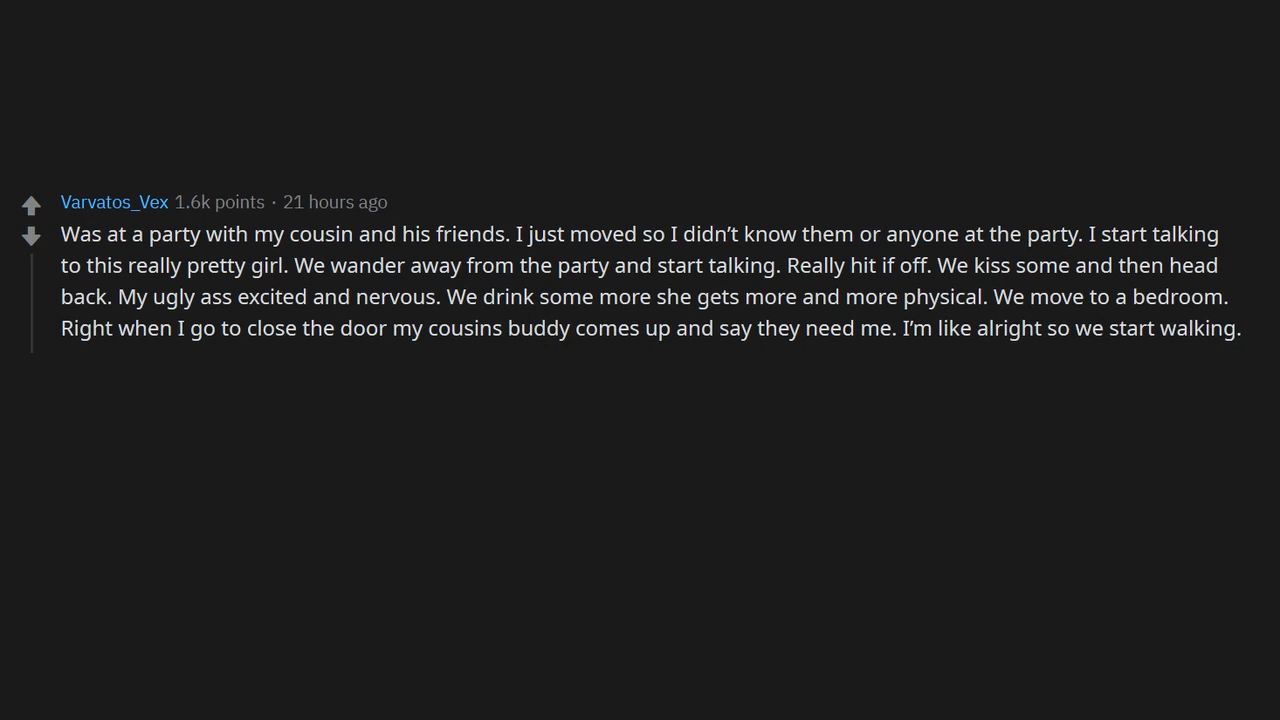 Varvatos_Vex 1.6k points · 21 hours ago
Was at a party with my cousin and his friends. I just moved so I didn’t know them or anyone at the party. I start talking
to this really pretty girl. We wander away from the party and start talking. Really hit if off. We kiss some and then head
back. My ugly ass excited and nervous. We drink some more she gets more and more physical. We move to a bedroom.
Right when I go to close the door my cousins buddy comes up and say they need me. I’m like alright so we start walking.